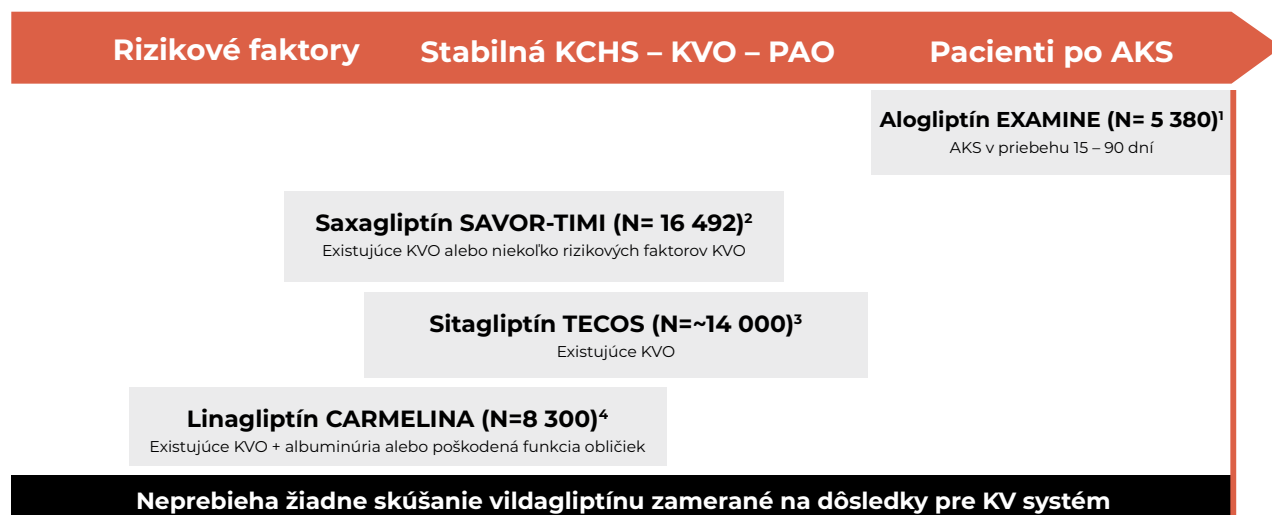 Rizikové faktory
Stabilná KCHS – KVO – PAO
Pacienti po AKS
Alogliptín EXAMINE (N= 5 380)¹
AKS v priebehu 15 – 90 dní
Saxagliptín SAVOR-TIMI (N= 16 492)²
Existujúce KVO alebo niekoľko rizikových faktorov KVO
Sitagliptín TECOS (N=~14 000)³
Existujúce KVO
Linagliptín CARMELINA (N=8 300)⁴
Existujúce KVO + albuminúria alebo poškodená funkcia obličiek
Neprebieha žiadne skúšanie vildagliptínu zamerané na dôsledky pre KV systém